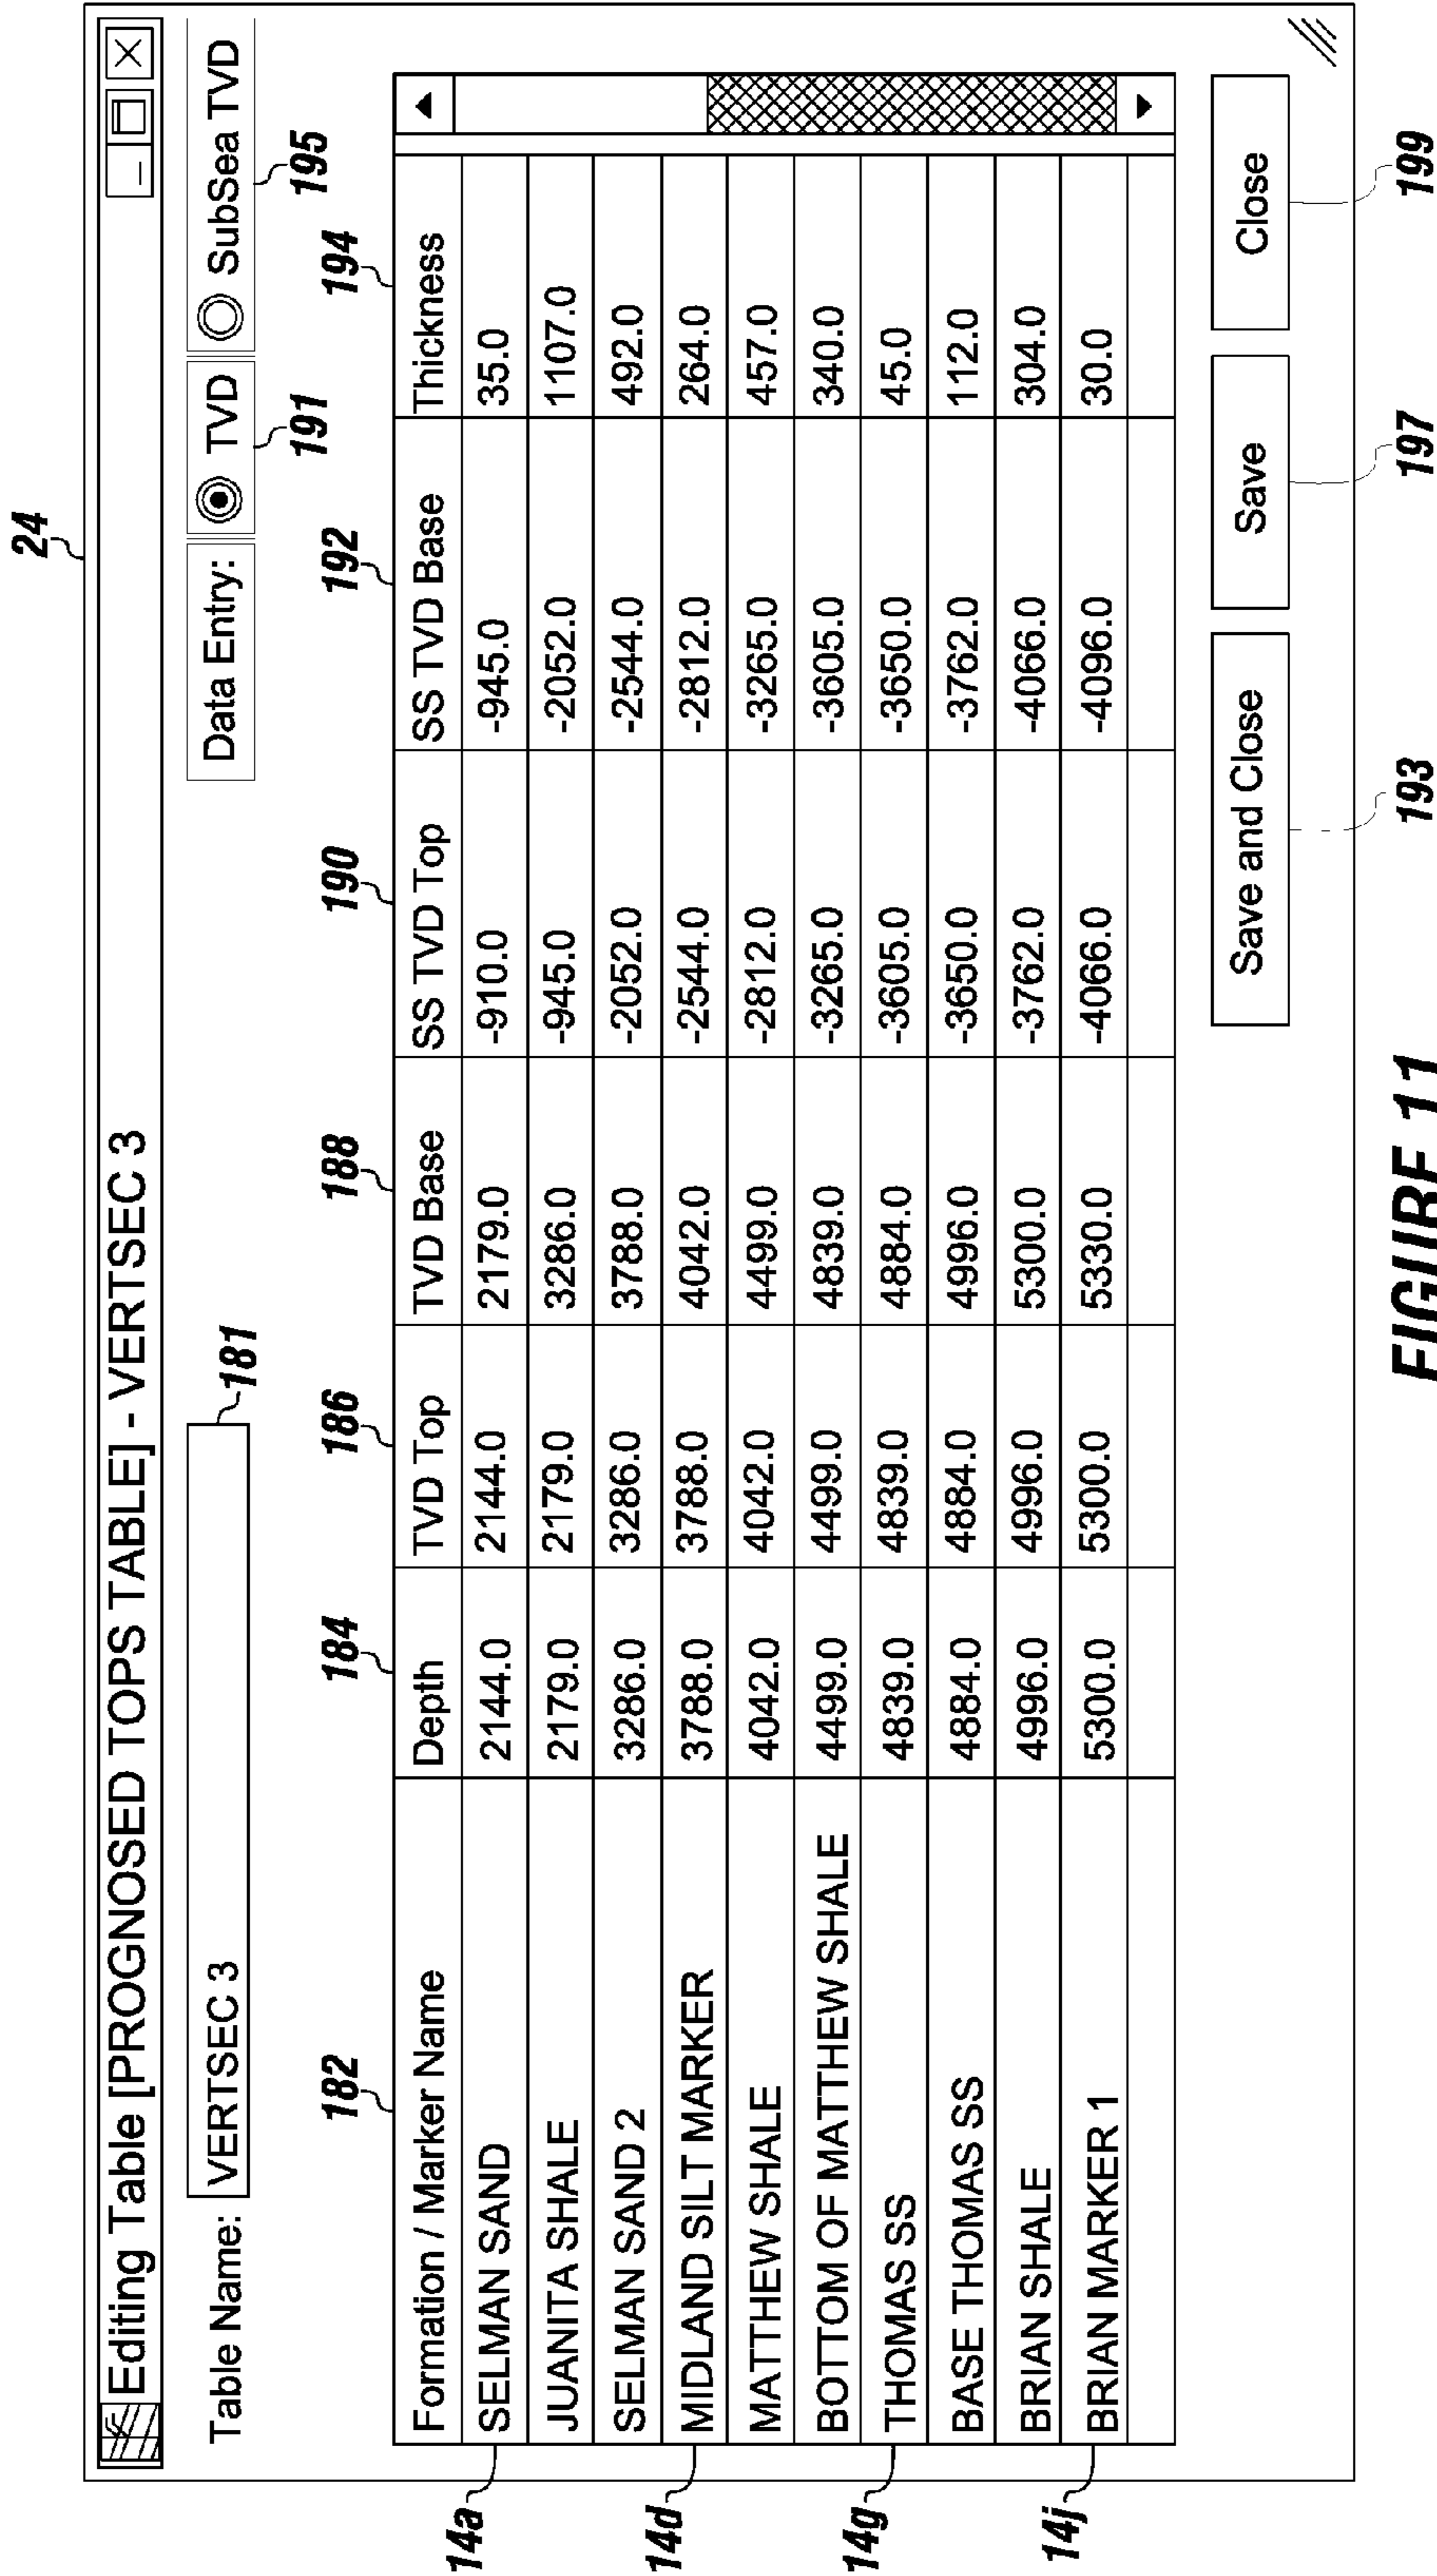 24
Editing Table [PROGNOSED TOPS TABLE] - VERTSEC 3
Table Name: VERTSEC 3 Data Entry: TVD SubSea TVD
181 191 195
182 184 186 188 190 192 194
Formation / Marker Name Depth TVD Top TVD Base SS TVD Top SS TVD Base Thickness
14a SELMAN SAND 2144.0 2144.0 2179.0 -910.0 -945.0 35.0
JUANITA SHALE 2179.0 2179.0 3286.0 -945.0 -2052.0 1107.0
SELMAN SAND 2 3286.0 3286.0 3788.0 -2052.0 -2544.0 492.0
14d MIDLAND SILT MARKER 3788.0 3788.0 4042.0 -2544.0 -2812.0 264.0
MATTHEW SHALE 4042.0 4042.0 4499.0 -2812.0 -3265.0 457.0
BOTTOM OF MATTHEW SHALE 4499.0 4499.0 4839.0 -3265.0 -3605.0 340.0
14g THOMAS SS 4839.0 4839.0 4884.0 -3605.0 -3650.0 45.0
BASE THOMAS SS 4884.0 4884.0 4996.0 -3650.0 -3762.0 112.0
BRIAN SHALE 4996.0 4996.0 5300.0 -3762.0 -4066.0 304.0
14j BRIAN MARKER 1 5300.0 5300.0 5330.0 -4066.0 -4096.0 30.0
Save and Close Save Close
193 197 199
FIGURE 11